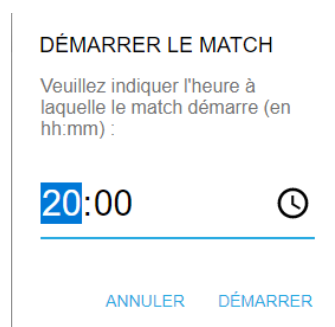 DÉMARRER LE MATCH
Veuillez indiquer l'heure à
laquelle le match démarre (en
hh:mm) :
20:00
ANNULER DÉMARRER